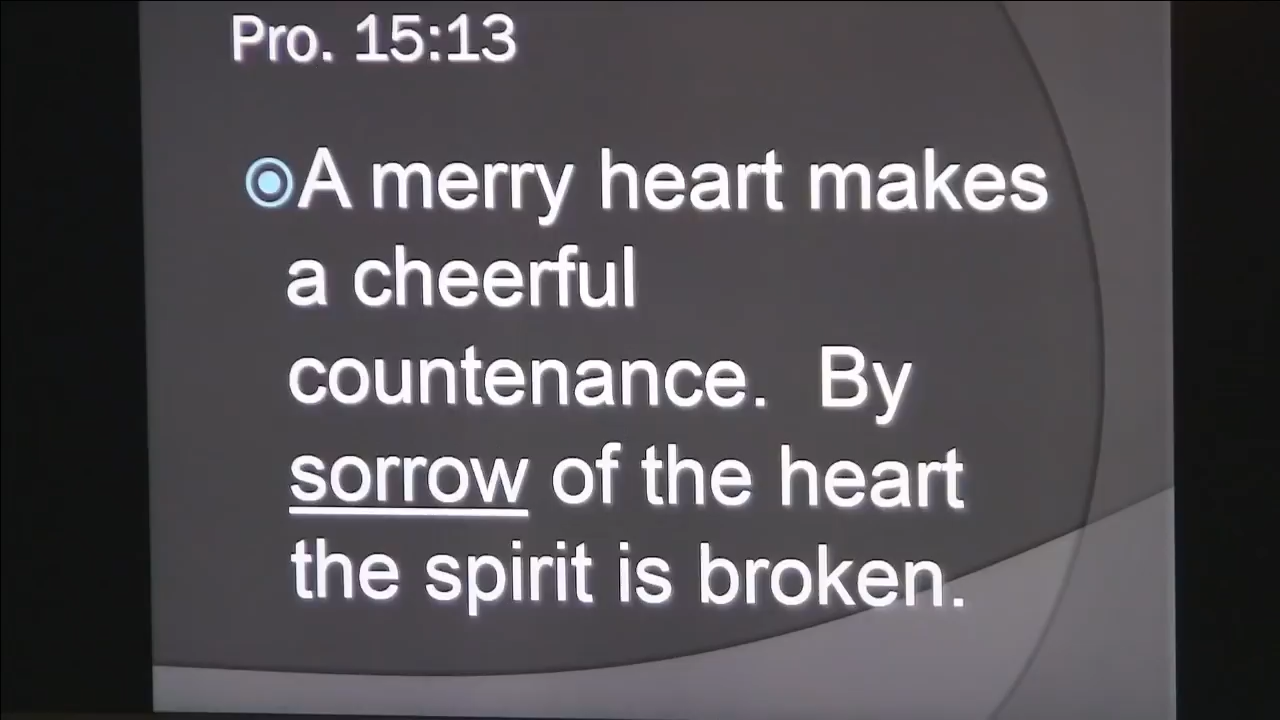 Pro. 15:13
A merry heart makes
a cheerful
countenance. By
sorrow of the heart
the spirit is broken.